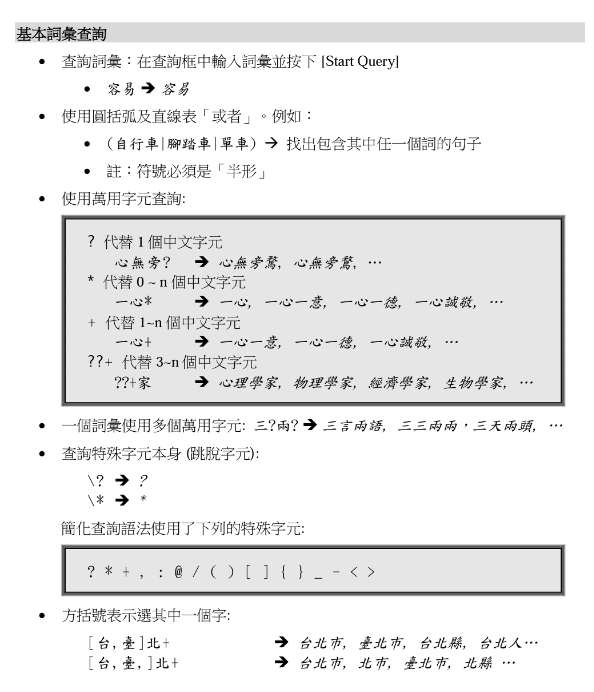 基本詞彙查詢
• 查詢詞彙：在查詢框中輸入詞彙並按下 [Start Query]
• 容易 ➔ 容易
• 使用圓括弧及直線表「或者」。例如：
• (自行車|腳踏車|單車) → 找出包含其中任一個詞的句子
• 註：符號必須是「半形」
• 使用萬用字元查詢:
? 代替 1 個中文字元
心無旁? ➔ 心無旁鶩, 心無旁騖, …
* 代替 0 ~ n 個中文字元
一心* ➔ 一心, 一心一意, 一心一德, 一心誠敬, …
+ 代替 1~n 個中文字元
一心+ ➔ 一心一意, 一心一德, 一心誠敬, …
??+ 代替 3~n 個中文字元
??+家 ➔ 心理學家, 物理學家, 經濟學家, 生物學家, …
• 一個詞彙使用多個萬用字元: 三?兩? ➔ 三言兩語, 三三兩兩，三天兩頭, …
• 查詢特殊字元本身 (跳脫字元):
\? ➔ ?
\* ➔ *
簡化查詢語法使用了下列的特殊字元:
? * + , : @ / ( ) [ ] { } _ - < >
• 方括號表示選其中一個字:
[台,臺]北+ ➔ 台北市, 臺北市, 台北縣, 台北人…
[台,臺,]北+ ➔ 台北市, 北市, 臺北市, 北縣 …